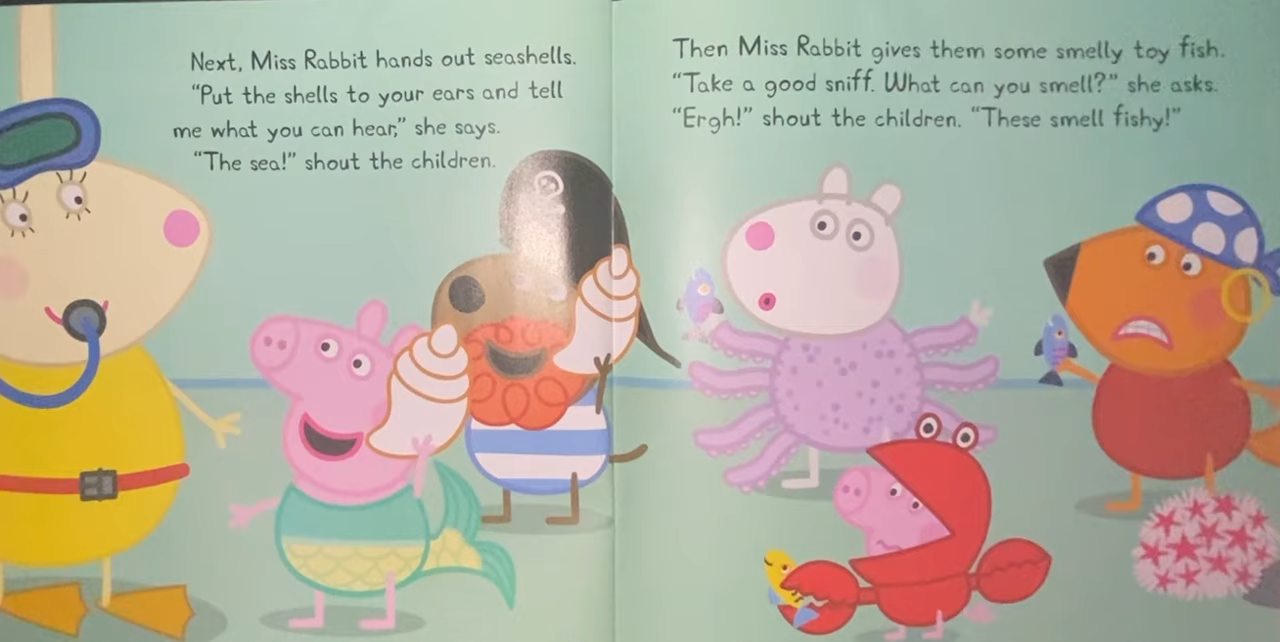 Next, Miss Rabbit hands out seashells.
"Put the shells to your ears and tell
me what you can hear," she says.
"The sea!" shout the children.
Then Miss Rabbit gives them some smelly toy fish.
"Take a good sniff. What can you smell?" she asks.
"Ergh!" shout the children. "These smell fishy!"